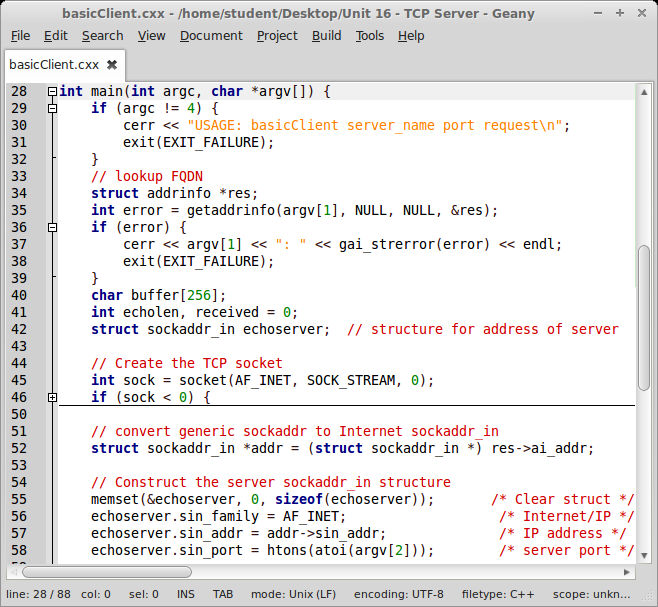 basicClient.cxx - /home/student/Desktop/Unit 16 - TCP Server - Geany
File Edit Search View Document Project Build Tools Help
basicClient.cxx
28 int main(int argc, char *argv[]) {
29     if (argc != 4) {
30         cerr << "USAGE: basicClient server_name port request\n";
31         exit(EXIT_FAILURE);
32     }
33     // lookup FQDN
34     struct addrinfo *res;
35     int error = getaddrinfo(argv[1], NULL, NULL, &res);
36     if (error) {
37         cerr << argv[1] << ": " << gai_strerror(error) << endl;
38         exit(EXIT_FAILURE);
39     }
40     char buffer[256];
41     int echolen, received = 0;
42     struct sockaddr_in echoserver;  // structure for address of server
43
44     // Create the TCP socket
45     int sock = socket(AF_INET, SOCK_STREAM, 0);
46     if (sock < 0) {
50
51     // convert generic sockaddr to Internet sockaddr_in
52     struct sockaddr_in *addr = (struct sockaddr_in *) res->ai_addr;
53
54     // Construct the server sockaddr_in structure
55     memset(&echoserver, 0, sizeof(echoserver));       /* Clear struct */
56     echoserver.sin_family = AF_INET;                   /* Internet/IP */
57     echoserver.sin_addr = addr->sin_addr;              /* IP address */
58     echoserver.sin_port = htons(atoi(argv[2]));        /* server port */
line: 28 / 88 col: 0 sel: 0 INS TAB mode: Unix (LF) encoding: UTF-8 filetype: C++ scope: unkn...